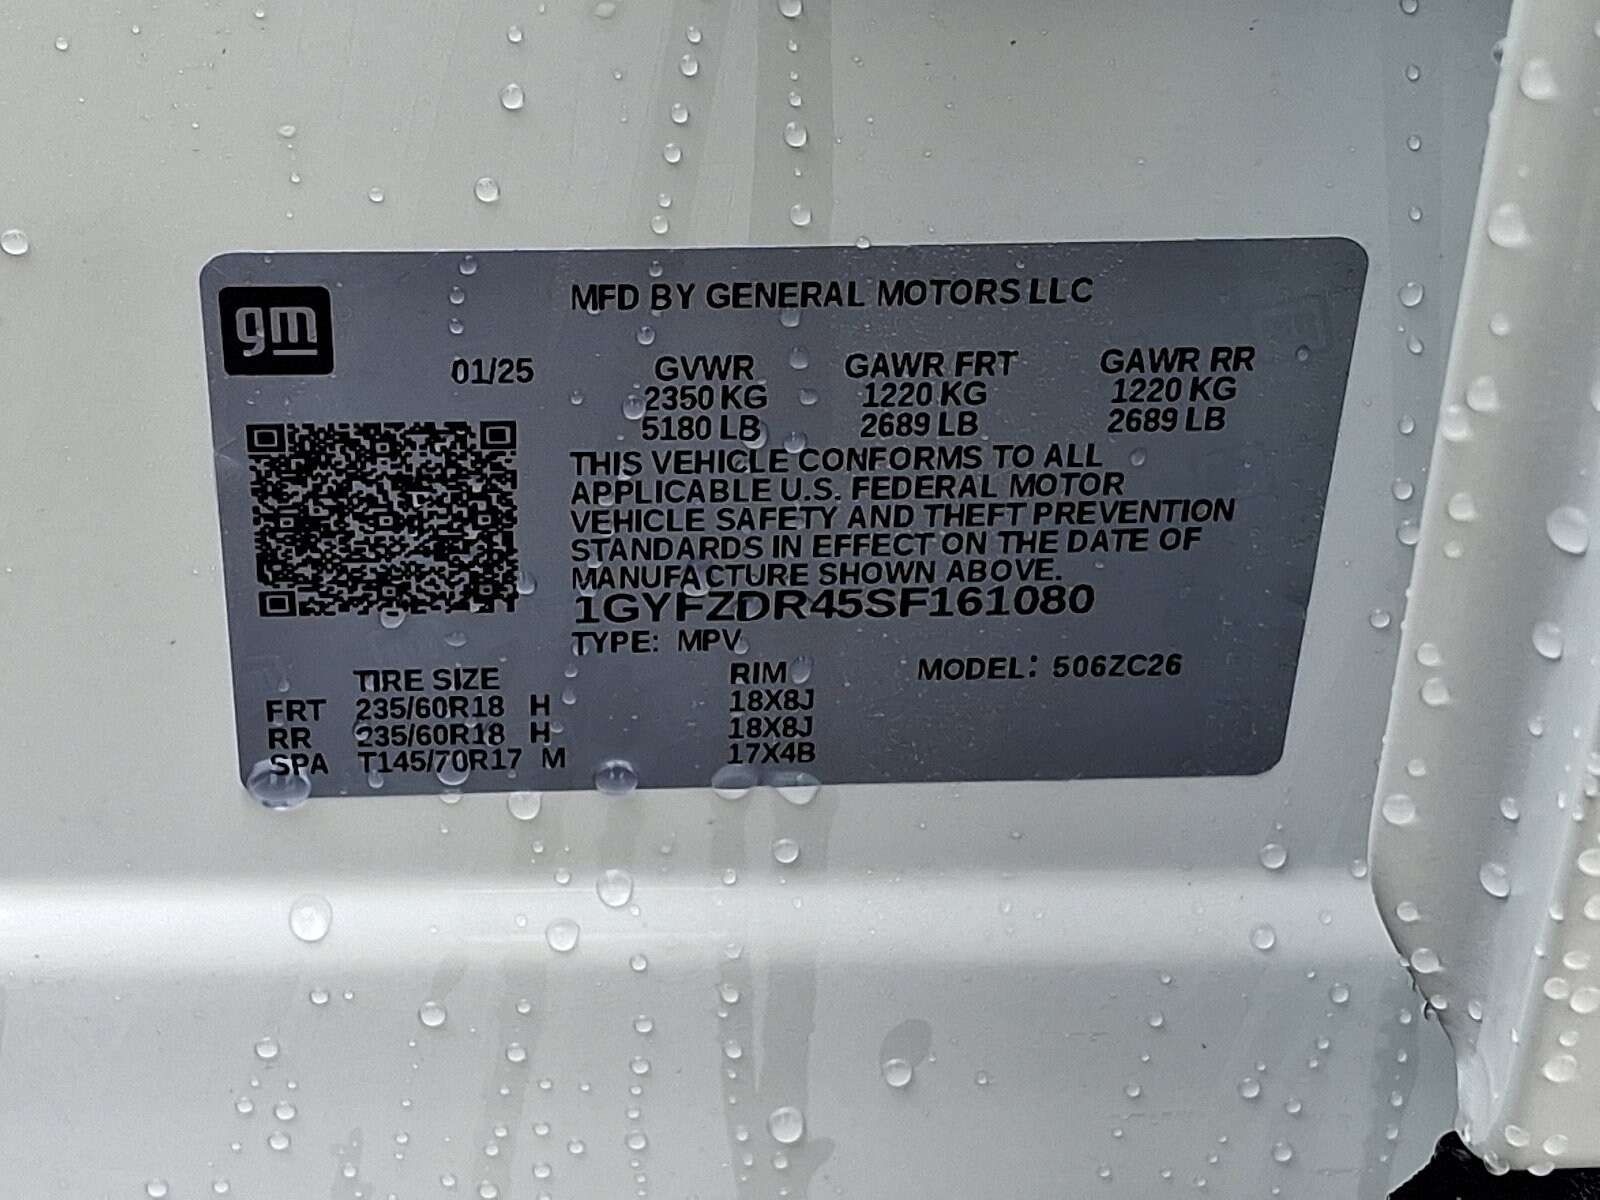 gm
MFD BY GENERAL MOTORS LLC
01/25 GVWR GAWR FRT GAWR RR
2350 KG 1220 KG 1220 KG
5180 LB 2689 LB 2689 LB
THIS VEHICLE CONFORMS TO ALL
APPLICABLE U.S. FEDERAL MOTOR
VEHICLE SAFETY AND THEFT PREVENTION
STANDARDS IN EFFECT ON THE DATE OF
MANUFACTURE SHOWN ABOVE.
1GYFZDR45SF161080
TYPE: MPV
TIRE SIZE RIM MODEL: 506ZC26
FRT 235/60R18 H 18X8J
RR 235/60R18 H 18X8J
SPA T145/70R17 M 17X4B